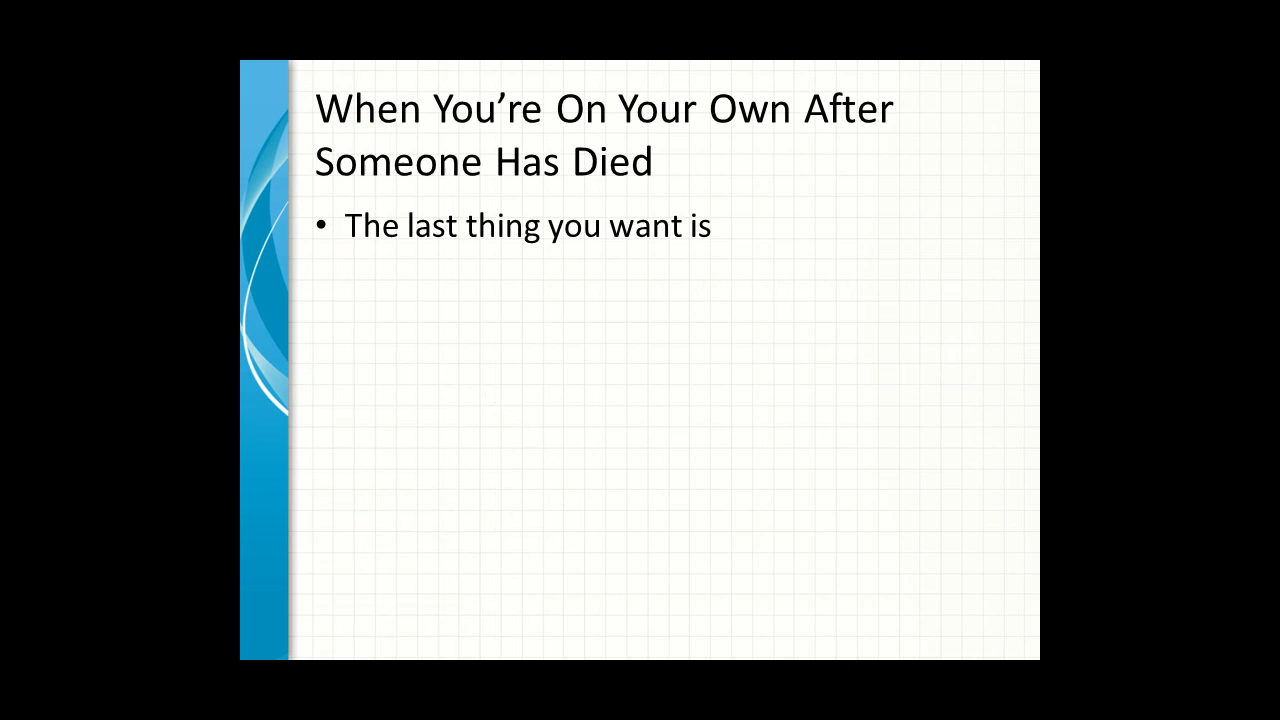 When You’re On Your Own After
Someone Has Died
• The last thing you want is